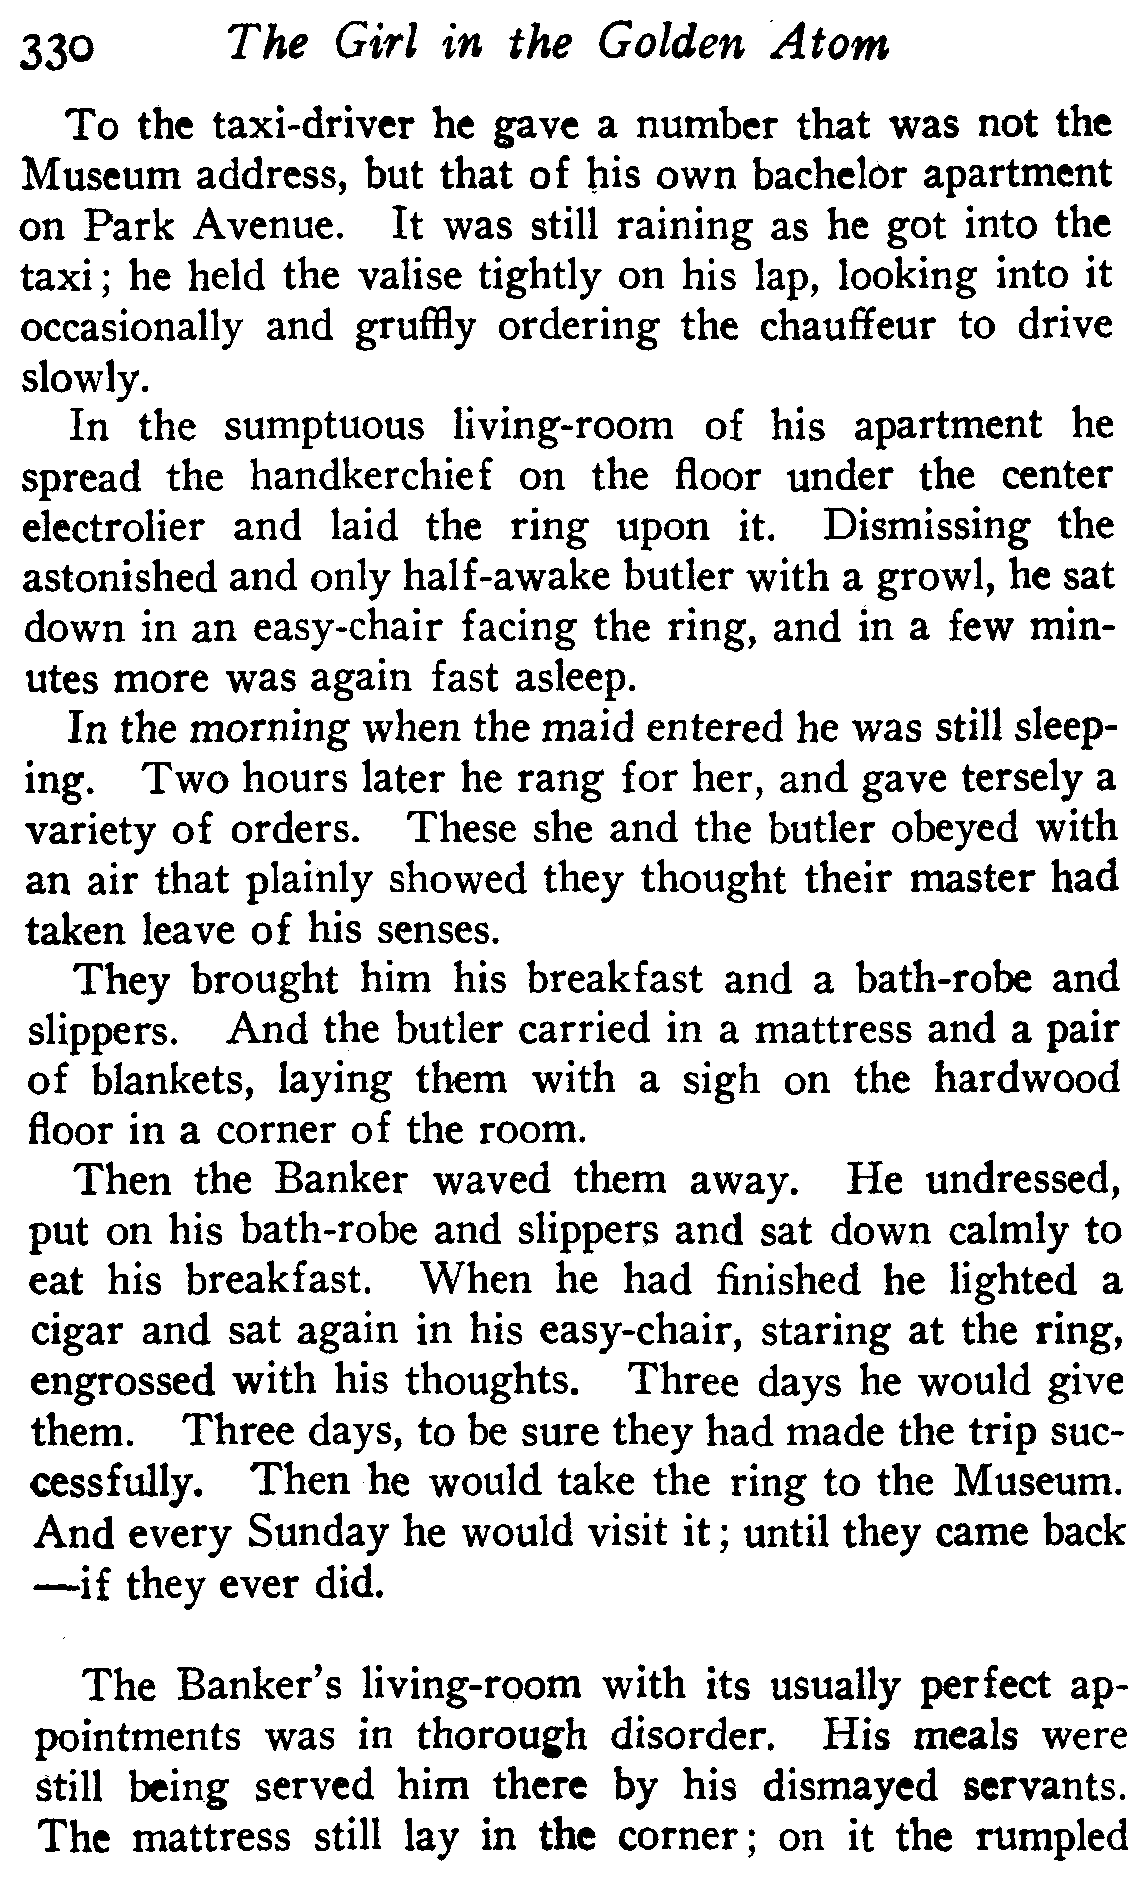 330 The Girl in the Golden Atom
To the taxi-driver he gave a number that was not the
Museum address, but that of his own bachelor apartment
on Park Avenue. It was still raining as he got into the
taxi; he held the valise tightly on his lap, looking into it
occasionally and gruffly ordering the chauffeur to drive
slowly.
In the sumptuous living-room of his apartment he
spread the handkerchief on the floor under the center
electrolier and laid the ring upon it. Dismissing the
astonished and only half-awake butler with a growl, he sat
down in an easy-chair facing the ring, and in a few min-
utes more was again fast asleep.
In the morning when the maid entered he was still sleep-
ing. Two hours later he rang for her, and gave tersely a
variety of orders. These she and the butler obeyed with
an air that plainly showed they thought their master had
taken leave of his senses.
They brought him his breakfast and a bath-robe and
slippers. And the butler carried in a mattress and a pair
of blankets, laying them with a sigh on the hardwood
floor in a corner of the room.
Then the Banker waved them away. He undressed,
put on his bath-robe and slippers and sat down calmly to
eat his breakfast. When he had finished he lighted a
cigar and sat again in his easy-chair, staring at the ring,
engrossed with his thoughts. Three days he would give
them. Three days, to be sure they had made the trip suc-
cessfully. Then he would take the ring to the Museum.
And every Sunday he would visit it; until they came back
—if they ever did.
The Banker's living-room with its usually perfect ap-
pointments was in thorough disorder. His meals were
still being served him there by his dismayed servants.
The mattress still lay in the corner; on it the rumpled